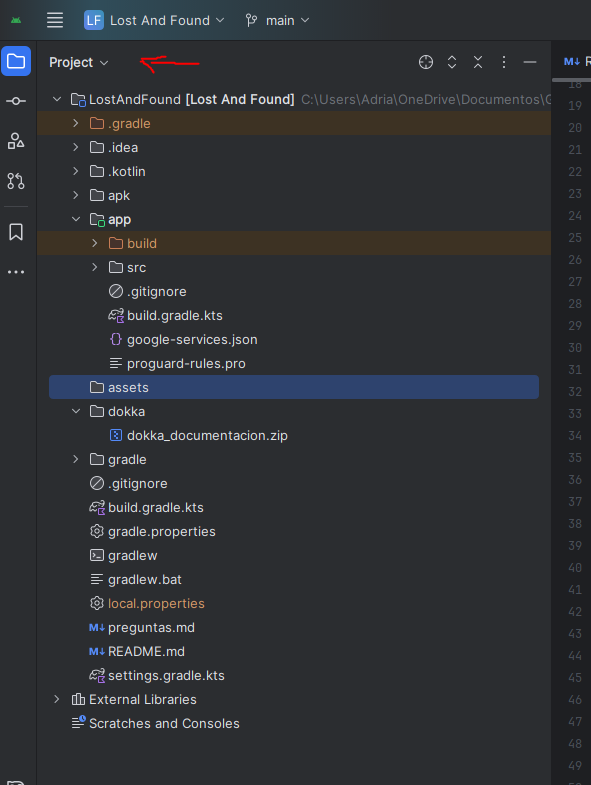 LF Lost And Found main
Project
M↓ R
LostAndFound [Lost And Found] C:\Users\Adria\OneDrive\Documentos\
.gradle
.idea
.kotlin
apk
app
build
src
.gitignore
build.gradle.kts
google-services.json
proguard-rules.pro
assets
dokka
dokka_documentacion.zip
gradle
.gitignore
build.gradle.kts
gradle.properties
gradlew
gradlew.bat
local.properties
M↓ preguntas.md
M↓ README.md
settings.gradle.kts
External Libraries
Scratches and Consoles
18
19
20
21
22
23
24
25
26
27
28
29
30
31
32
33
34
35
36
37
38
39
40
41
42
43
44
45
46
47
48
49